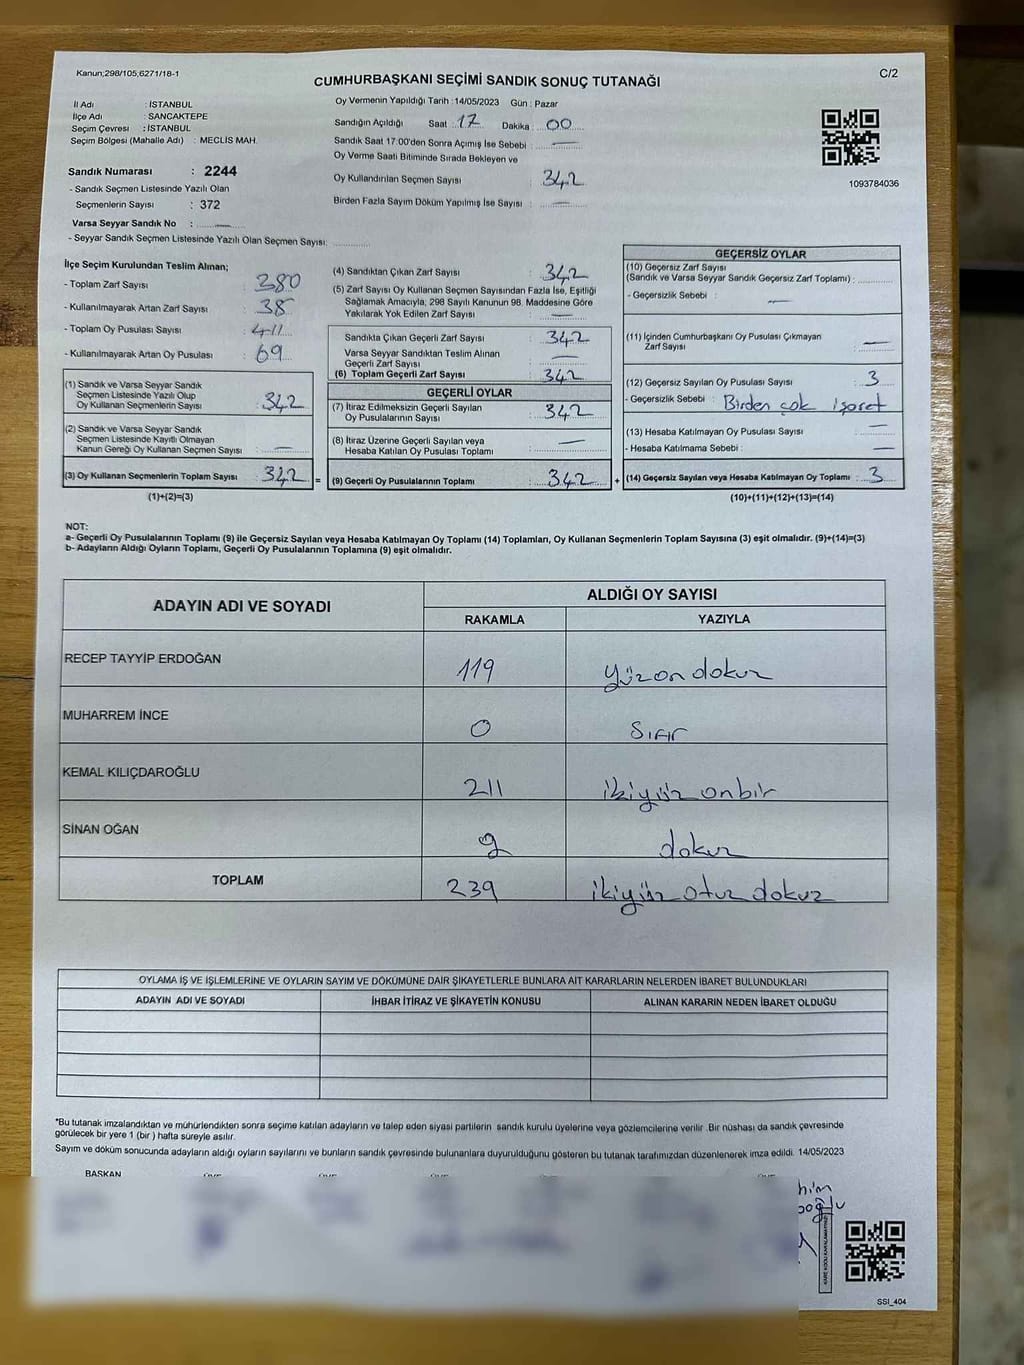 Kanun;298/105,6271/18-1
C/2
CUMHURBAŞKANI SEÇİMİ SANDIK SONUÇ TUTANAĞI
İl Adı : İSTANBUL
İlçe Adı : SANCAKTEPE
Seçim Çevresi : İSTANBUL
Seçim Bölgesi (Mahalle Adı) : MECLİS MAH.
Sandık Numarası : 2244
- Sandık Seçmen Listesinde Yazılı Olan
Seçmenlerin Sayısı : 372
Varsa Seyyar Sandık No :
- Seyyar Sandık Seçmen Listesinde Yazılı Olan Seçmen Sayısı:
Oy Vermenin Yapıldığı Tarih : 14/05/2023 Gün : Pazar
Sandığın Açıldığı Saat 17 Dakika 00
Sandık Saat 17:00'den Sonra Açımış İse Sebebi : —
Oy Verme Saati Bitiminde Sırada Bekleyen ve
Oy Kullandırılan Seçmen Sayısı : 342
Birden Fazla Sayım Döküm Yapılmış İse Sayısı : —
1093784036
İlçe Seçim Kurulundan Teslim Alınan;
- Toplam Zarf Sayısı : 380
- Kullanılmayarak Artan Zarf Sayısı : 38
- Toplam Oy Pusulası Sayısı : 411
- Kullanılmayarak Artan Oy Pusulası : 69
(1) Sandık ve Varsa Seyyar Sandık
Seçmen Listesinde Yazılı Olup
Oy Kullanan Seçmenlerin Sayısı : 342
(2) Sandık ve Varsa Seyyar Sandık
Seçmen Listesinde Kayıtlı Olmayan
Kanun Gereği Oy Kullanan Seçmen Sayısı : —
(3) Oy Kullanan Seçmenlerin Toplam Sayısı : 342
(1)+(2)=(3)
(4) Sandıktan Çıkan Zarf Sayısı : 342
(5) Zarf Sayısı Oy Kullanan Seçmen Sayısından Fazla İse, Eşitliği
Sağlamak Amacıyla; 298 Sayılı Kanunun 98. Maddesine Göre
Yakılarak Yok Edilen Zarf Sayısı : —
Sandıkta Çıkan Geçerli Zarf Sayısı : 342
Varsa Seyyar Sandıktan Teslim Alınan
Geçerli Zarf Sayısı : —
(6) Toplam Geçerli Zarf Sayısı : 342
GEÇERLİ OYLAR
(7) İtiraz Edilmeksizin Geçerli Sayılan
Oy Pusulalarının Sayısı : 342
(8) İtiraz Üzerine Geçerli Sayılan veya
Hesaba Katılan Oy Pusulası Toplamı : —
= (9) Geçerli Oy Pusulalarının Toplamı : 342 +
GEÇERSİZ OYLAR
(10) Geçersiz Zarf Sayısı
(Sandık ve Varsa Seyyar Sandık Geçersiz Zarf Toplamı) :
- Geçersizlik Sebebi : —
(11) İçinden Cumhurbaşkanı Oy Pusulası Çıkmayan
Zarf Sayısı : —
(12) Geçersiz Sayılan Oy Pusulası Sayısı : 3
- Geçersizlik Sebebi : Birden çok işaret
(13) Hesaba Katılmayan Oy Pusulası Sayısı : —
- Hesaba Katılmama Sebebi : —
(14) Geçersiz Sayılan veya Hesaba Katılmayan Oy Toplamı : 3
(10)+(11)+(12)+(13)=(14)
NOT:
a- Geçerli Oy Pusulalarının Toplamı (9) ile Geçersiz Sayılan veya Hesaba Katılmayan Oy Toplamı (14) Toplamları, Oy Kullanan Seçmenlerin Toplam Sayısına (3) eşit olmalıdır. (9)+(14)=(3)
b- Adayların Aldığı Oyların Toplamı, Geçerli Oy Pusulalarının Toplamına (9) eşit olmalıdır.
ADAYIN ADI VE SOYADI
ALDIĞI OY SAYISI
RAKAMLA YAZIYLA
RECEP TAYYİP ERDOĞAN 119 yüzondokuz
MUHARREM İNCE 0 Sıfır
KEMAL KILIÇDAROĞLU 211 ikiyüz onbir
SİNAN OĞAN 9 dokuz
TOPLAM 239 ikiyüz otuz dokuz
OYLAMA İŞ VE İŞLEMLERİNE VE OYLARIN SAYIM VE DÖKÜMÜNE DAİR ŞİKAYETLERLE BUNLARA AİT KARARLARIN NELERDEN İBARET BULUNDUKLARI
ADAYIN ADI VE SOYADI İHBAR İTİRAZ VE ŞİKAYETİN KONUSU ALINAN KARARIN NEDEN İBARET OLDUĞU
*Bu tutanak imzalandıktan ve mühürlendikten sonra seçime katılan adayların ve talep eden siyasi partilerin sandık kurulu üyelerine veya gözlemcilerine verilir .Bir nüshası da sandık çevresinde
görülecek bir yere 1 (bir ) hafta süreyle asılır.
Sayım ve döküm sonucunda adayların aldığı oyların sayılarını ve bunların sandık çevresinde bulunanlara duyurulduğunu gösteren bu tutanak tarafımızdan düzenlenerek imza edildi. 14/05/2023
BAŞKAN
SSI_404